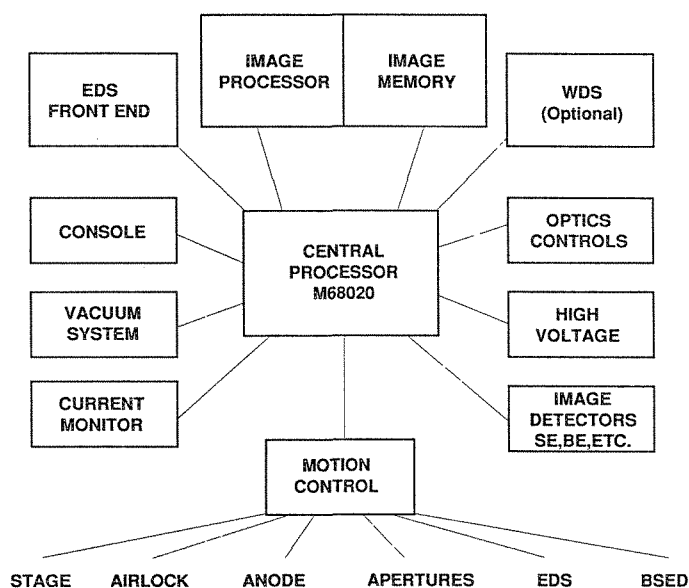 IMAGE
PROCESSOR
IMAGE
MEMORY
EDS
FRONT END
WDS
(Optional)
CONSOLE
CENTRAL
PROCESSOR
M68020
OPTICS
CONTROLS
VACUUM
SYSTEM
HIGH
VOLTAGE
CURRENT
MONITOR
IMAGE
DETECTORS
SE,BE,ETC.
MOTION
CONTROL
STAGE AIRLOCK ANODE APERTURES EDS BSED